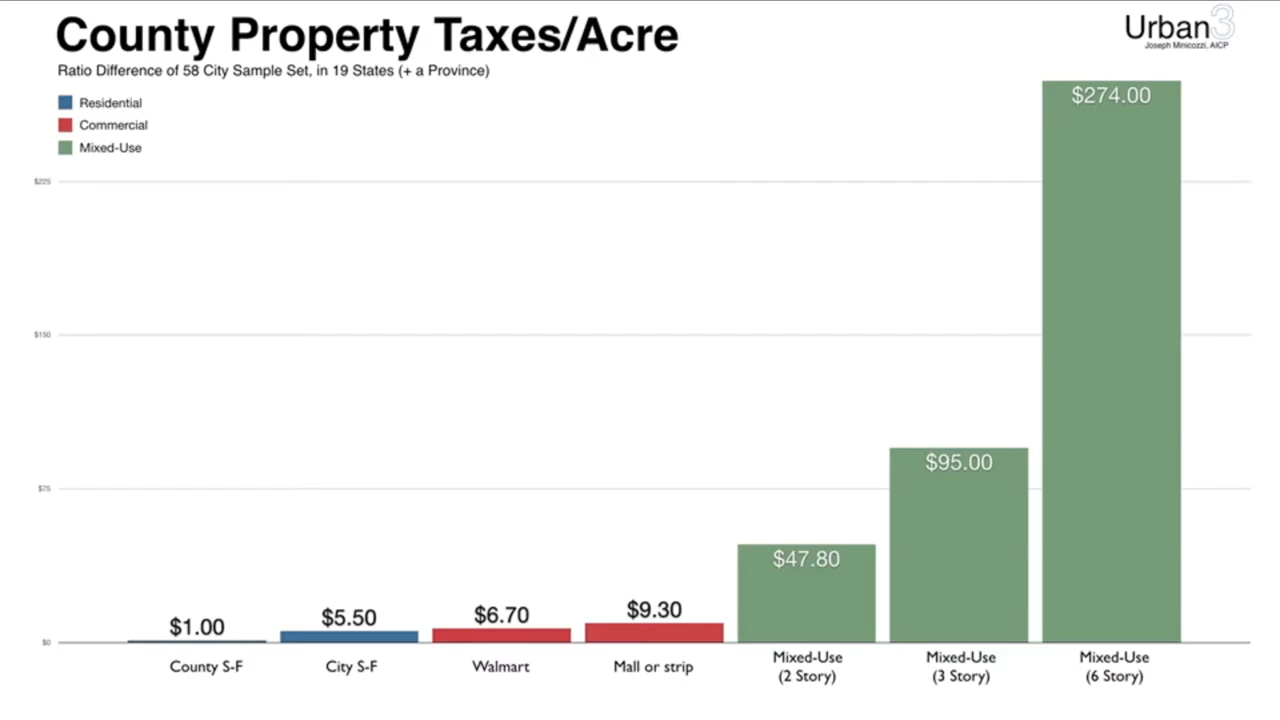 County Property Taxes/Acre
Urban3
Joseph Minicozzi, AICP
Ratio Difference of 58 City Sample Set, in 19 States (+ a Province)
Residential
Commercial
Mixed-Use
$225
$150
$75
$0
$1.00
$5.50
$6.70
$9.30
$47.80
$95.00
$274.00
County S-F
City S-F
Walmart
Mall or strip
Mixed-Use
(2 Story)
Mixed-Use
(3 Story)
Mixed-Use
(6 Story)